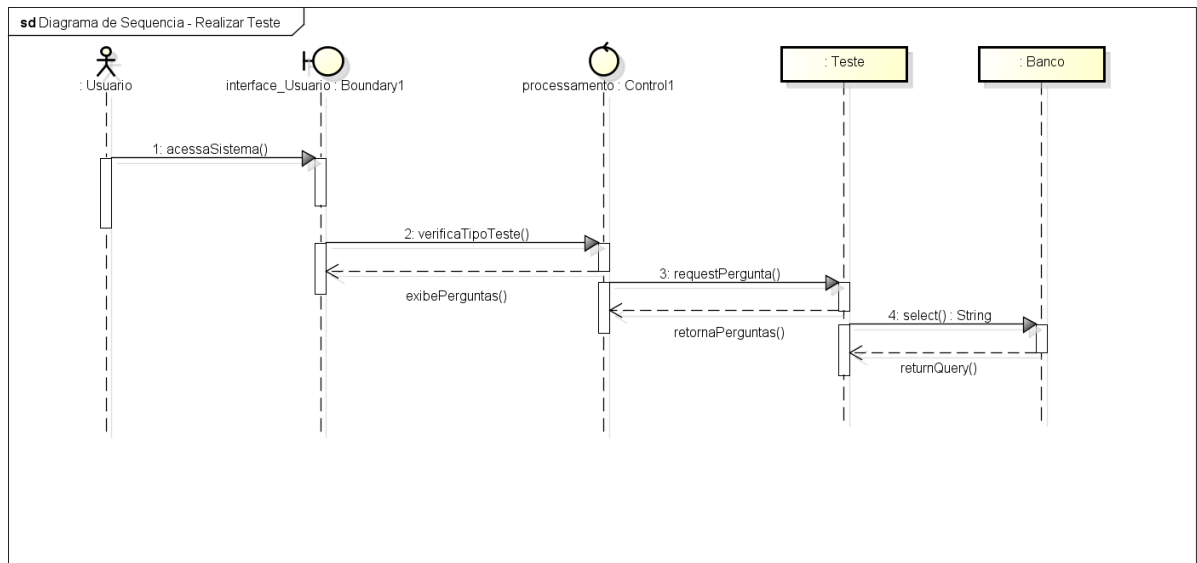 sd Diagrama de Sequencia - Realizar Teste
: Usuario
interface_Usuario : Boundary1
processamento : Control1
: Teste
: Banco
1: acessaSistema()
2: verificaTipoTeste()
exibePerguntas()
3: requestPergunta()
retornaPerguntas()
4: select() : String
returnQuery()